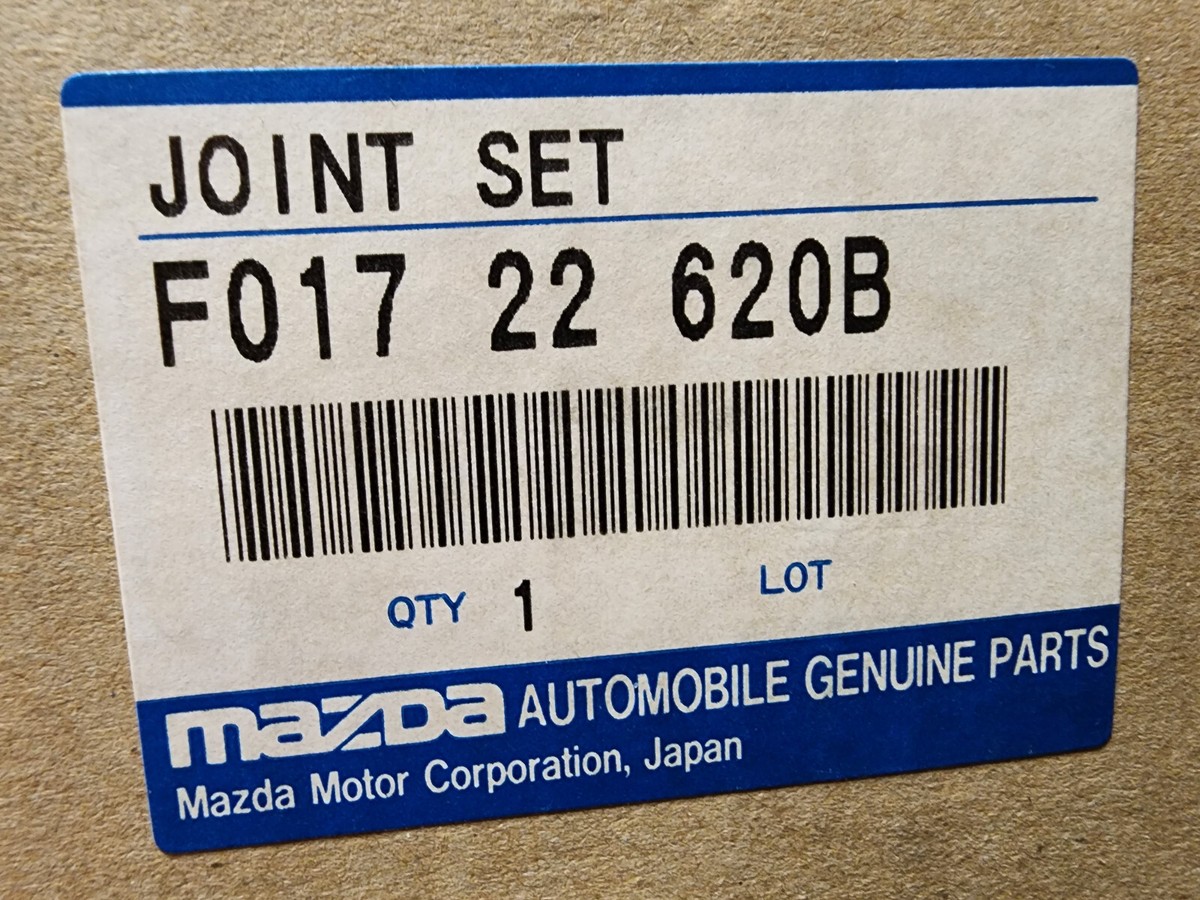 JOINT SET
F017 22 620B
QTY 1 LOT
mazda AUTOMOBILE GENUINE PARTS
Mazda Motor Corporation, Japan